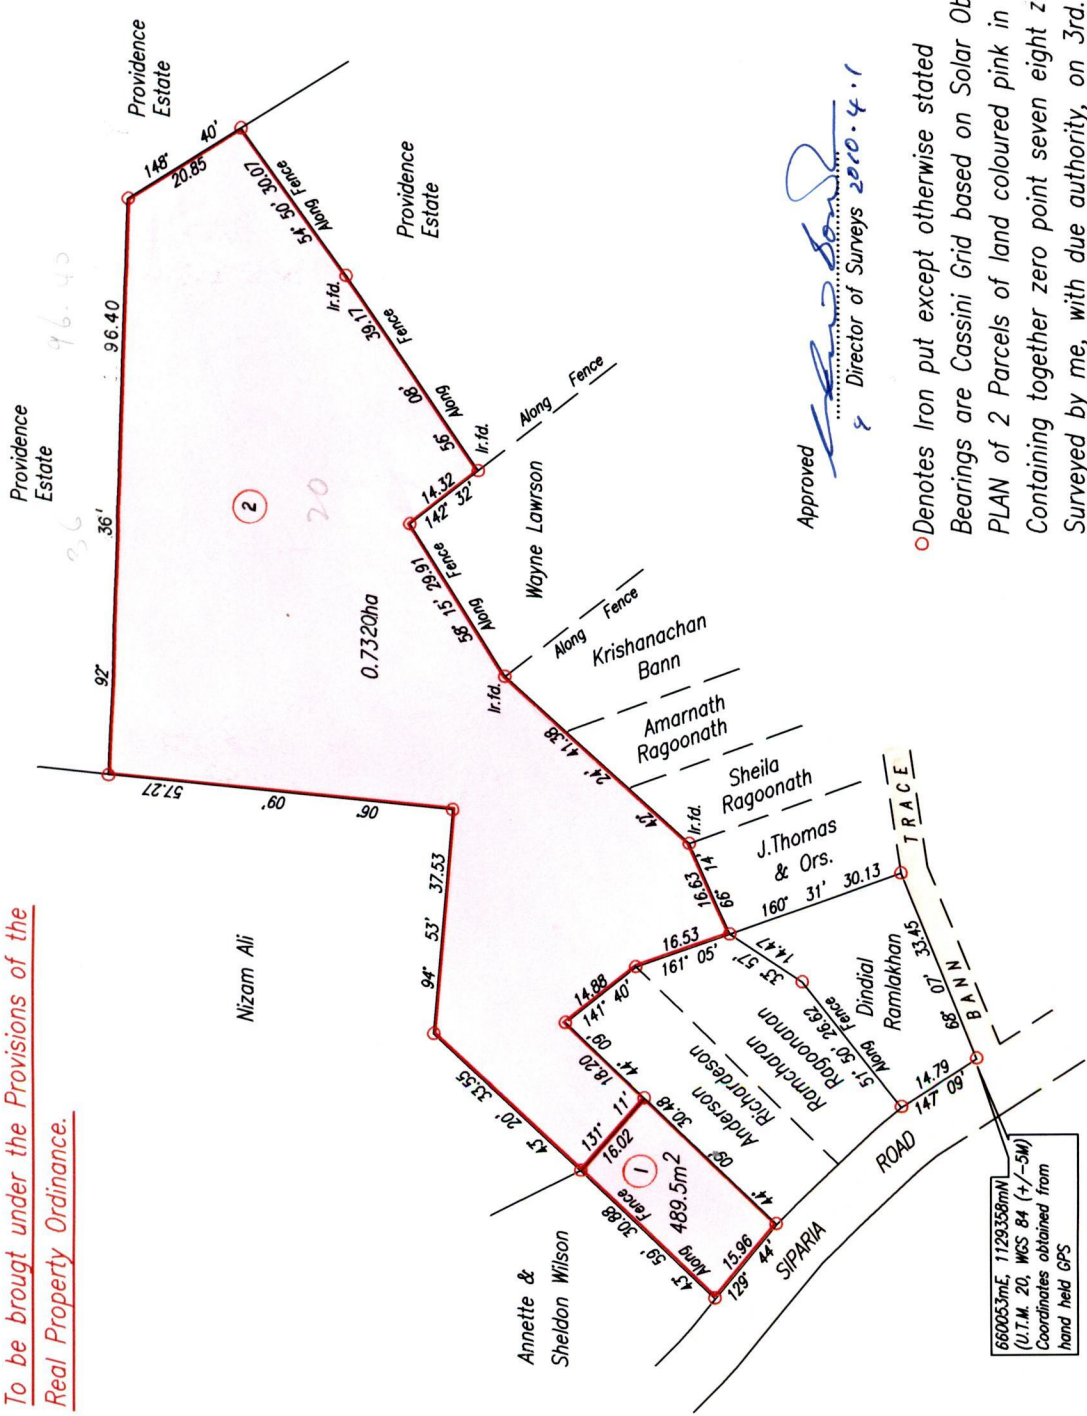 To be brougt under the Provisions of the
Real Property Ordinance.
Providence
Estate
Providence
Estate
Providence
Estate
Nizam Ali
Annette &
Sheldon Wilson
92° 36' 96.40
96.40
36
148° 40'
20.85
54° 50' 30.07
Along Fence
Ir.fd.
56° 08' 39.17
Along Fence
Ir.fd.
14.32
142° 32'
Along Fence
58° 15' 29.91
Along Fence
Ir.fd.
Along Fence
42° 24' 41.38
Ir.fd.
66° 14'
16.63
16.53
161° 05'
14.88
141° 40'
44° 09'
18.20
131° 11'
16.02
43° 20' 33.55
94° 53' 37.53
06° 09' 57.27
2
20
0.7320ha
1
489.5m2
43° 59' 30.88
Along Fence
15.96
129° 44'
44° 09' 30.48
Wayne Lawrson
Krishanachan
Bann
Amarnath
Ragoonath
Sheila
Ragoonath
J.Thomas
& Ors.
160° 31' 30.13
33° 57'
14.47
51° 50' 26.62
Along Fence
Dindial
Ramlakhan
68° 07' 33.45
14.79
147° 09'
Anderson
Richardeson
Ramcharan
Ragoonanan
SIPARIA ROAD
BANN TRACE
660053mE, 1129358mN
(U.T.M. 20, WGS 84 (+/-5M)
Coordinates obtained from
hand held GPS
Approved
Director of Surveys 2010.4.1
Denotes Iron put except otherwise stated
Bearings are Cassini Grid based on Solar Ob
PLAN of 2 Parcels of land coloured pink in
Containing together zero point seven eight z
Surveyed by me, with due authority, on 3rd.